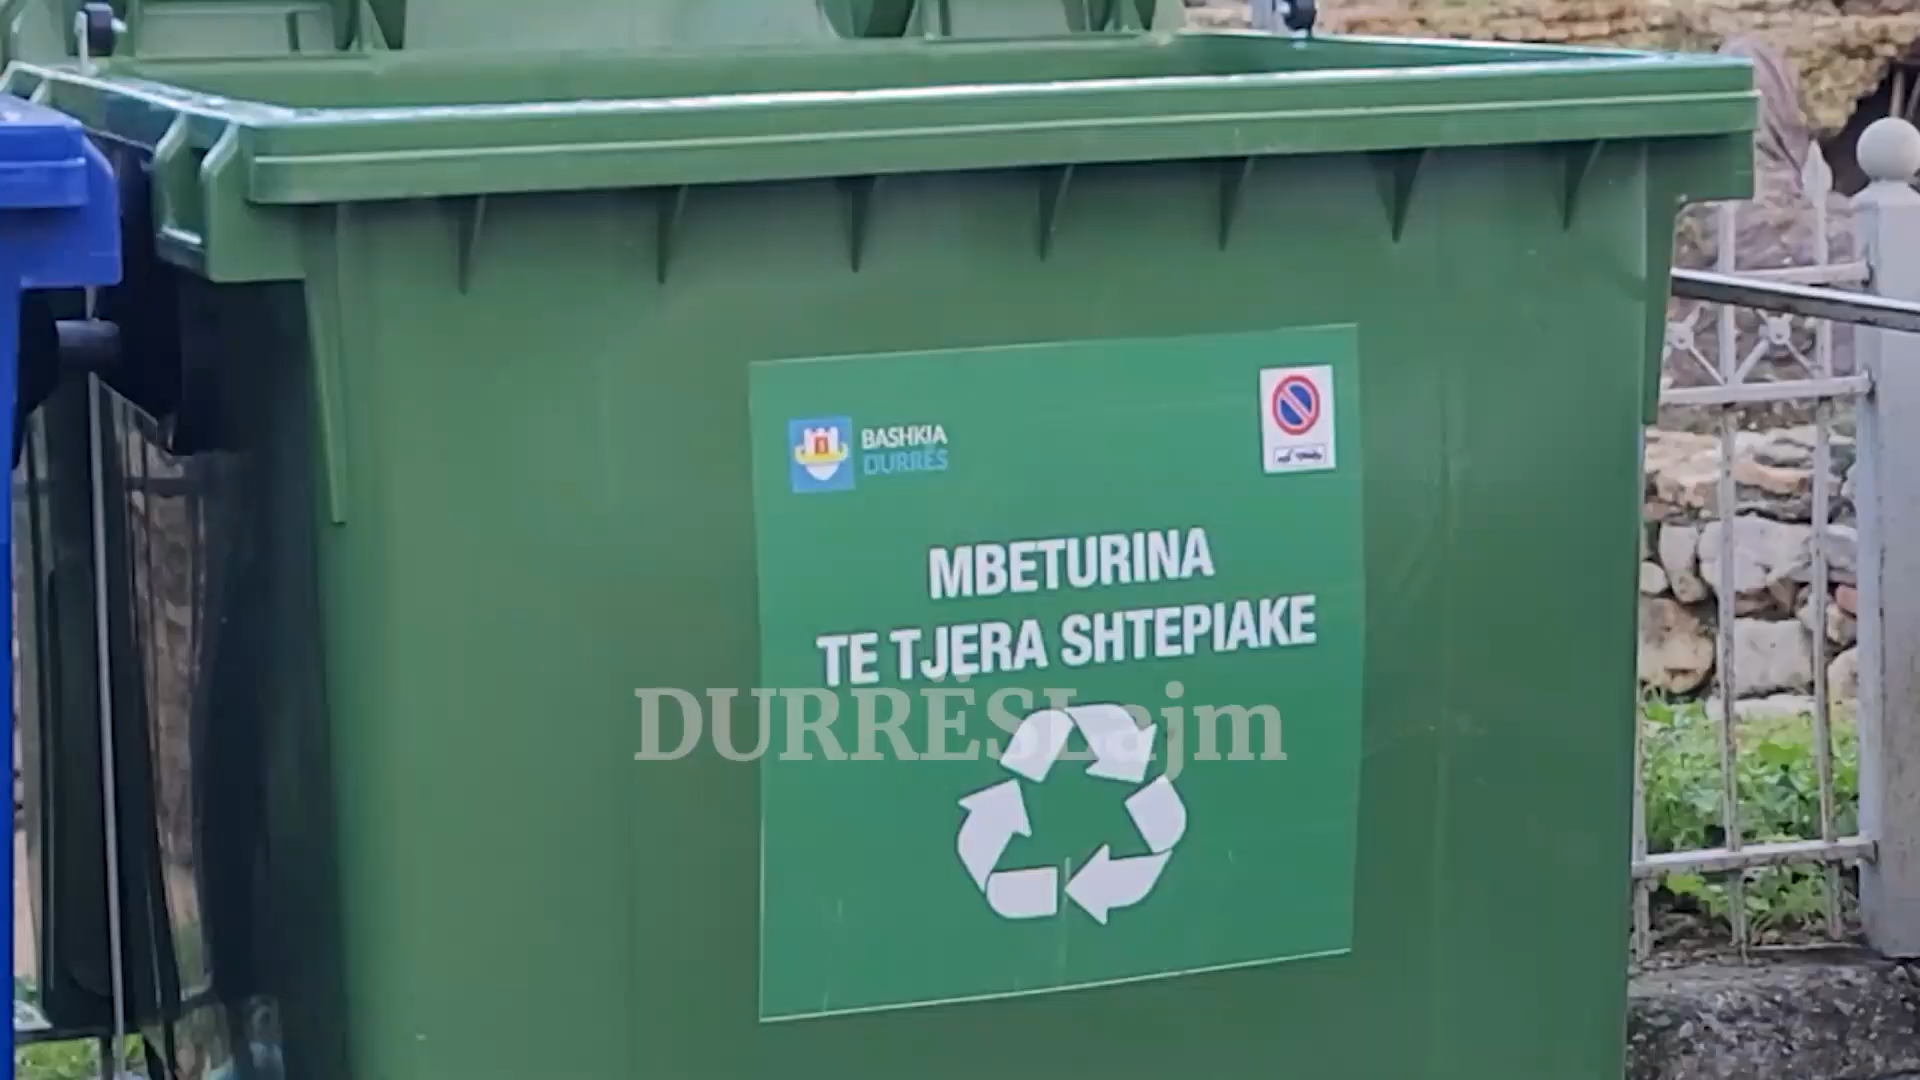 BASHKIA
DURRËS
MBETURINA
TE TJERA SHTEPIAKE
DURRËSLajm